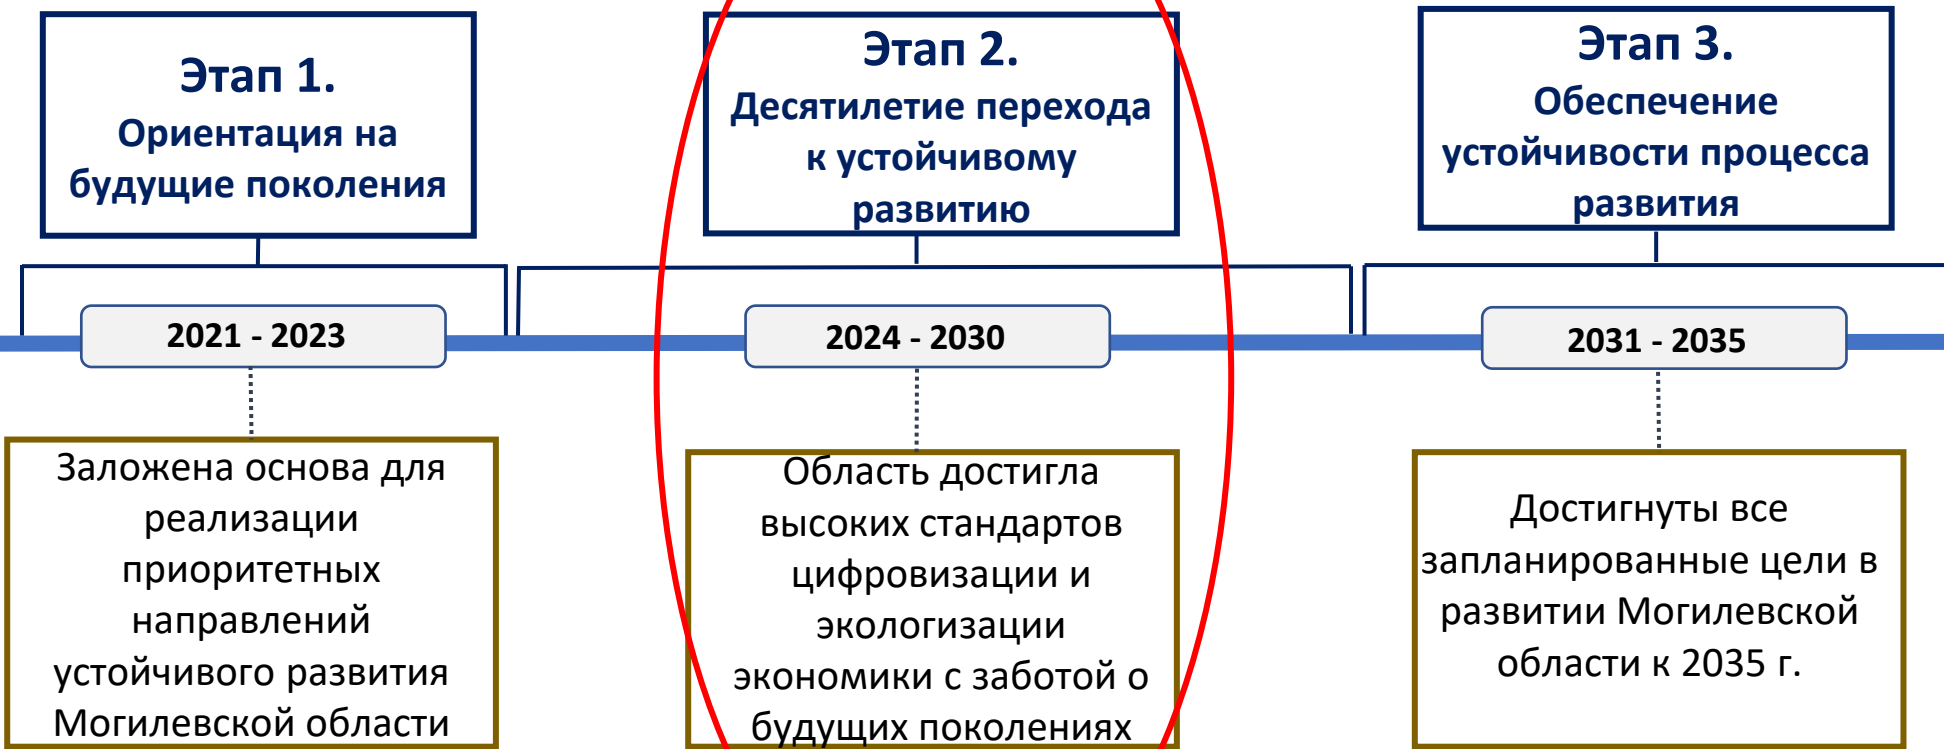 Этап 1.
Ориентация на
будущие поколения
2021 - 2023
Заложена основа для
реализации
приоритетных
направлений
устойчивого развития
Могилевской области
Этап 2.
Десятилетие перехода
к устойчивому
развитию
2024 - 2030
Область достигла
высоких стандартов
цифровизации и
экологизации
экономики с заботой о
будущих поколениях
Этап 3.
Обеспечение
устойчивости процесса
развития
2031 - 2035
Достигнуты все
запланированные цели в
развитии Могилевской
области к 2035 г.